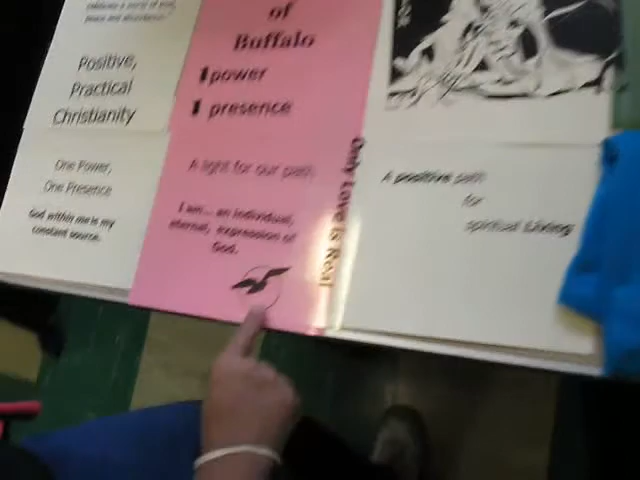 Positive,
Practical
Christianity
One Power,
One Presence
God within me is my
constant source.
of
Buffalo
1 power
1 presence
A light for our path
I am... an individual,
eternal, expression of
God.
Only Love is Real
A positive path
for
spiritual Living